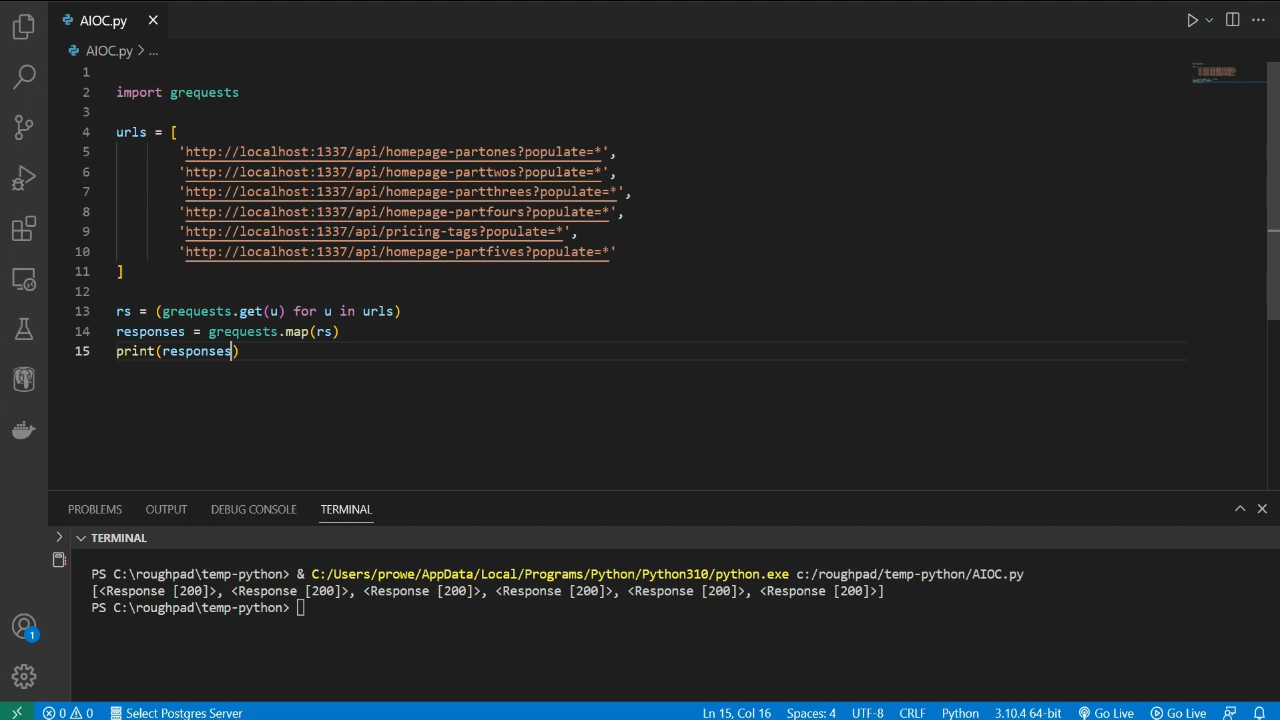 AIOC.py
AIOC.py > ...
1
2 import grequests
3
4 urls = [
5 'http://localhost:1337/api/homepage-partones?populate=*',
6 'http://localhost:1337/api/homepage-parttwos?populate=*',
7 'http://localhost:1337/api/homepage-partthrees?populate=*',
8 'http://localhost:1337/api/homepage-partfours?populate=*',
9 'http://localhost:1337/api/pricing-tags?populate=*',
10 'http://localhost:1337/api/homepage-partfives?populate=*'
11 ]
12
13 rs = (grequests.get(u) for u in urls)
14 responses = grequests.map(rs)
15 print(responses)
PROBLEMS OUTPUT DEBUG CONSOLE TERMINAL
TERMINAL
PS C:\roughpad\temp-python> & C:/Users/prowe/AppData/Local/Programs/Python/Python310/python.exe c:/roughpad/temp-python/AIOC.py
[<Response [200]>, <Response [200]>, <Response [200]>, <Response [200]>, <Response [200]>, <Response [200]>]
PS C:\roughpad\temp-python>
1
0 0 Select Postgres Server Ln 15, Col 16 Spaces: 4 UTF-8 CRLF Python 3.10.4 64-bit Go Live Go Live